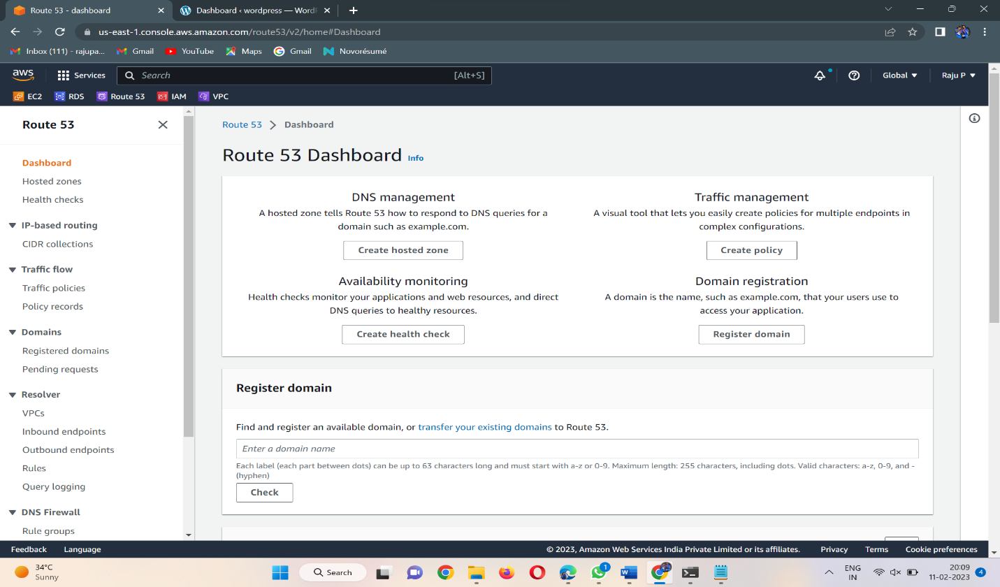 Route 53 - dashboard
Dashboard ‹ wordpress — WordP
us-east-1.console.aws.amazon.com/route53/v2/home#Dashboard
Inbox (111) - rajupa...
Gmail
YouTube
Maps
Gmail
Novorésumé
aws
Services
Search
[Alt+S]
Global
Raju P
EC2
RDS
Route 53
IAM
VPC
Route 53
Dashboard
Hosted zones
Health checks
IP-based routing
CIDR collections
Traffic flow
Traffic policies
Policy records
Domains
Registered domains
Pending requests
Resolver
VPCs
Inbound endpoints
Outbound endpoints
Rules
Query logging
DNS Firewall
Rule groups
Route 53
Dashboard
Route 53 Dashboard Info
DNS management
A hosted zone tells Route 53 how to respond to DNS queries for a
domain such as example.com.
Create hosted zone
Traffic management
A visual tool that lets you easily create policies for multiple endpoints in
complex configurations.
Create policy
Availability monitoring
Health checks monitor your applications and web resources, and direct
DNS queries to healthy resources.
Create health check
Domain registration
A domain is the name, such as example.com, that your users use to
access your application.
Register domain
Register domain
Find and register an available domain, or transfer your existing domains to Route 53.
Enter a domain name
Each label (each part between dots) can be up to 63 characters long and must start with a-z or 0-9. Maximum length: 255 characters, including dots. Valid characters: a-z, 0-9, and -
(hyphen)
Check
Feedback
Language
© 2023, Amazon Web Services India Private Limited or its affiliates.
Privacy
Terms
Cookie preferences
34°C
Sunny
Search
1
ENG
IN
20:09
11-02-2023
4